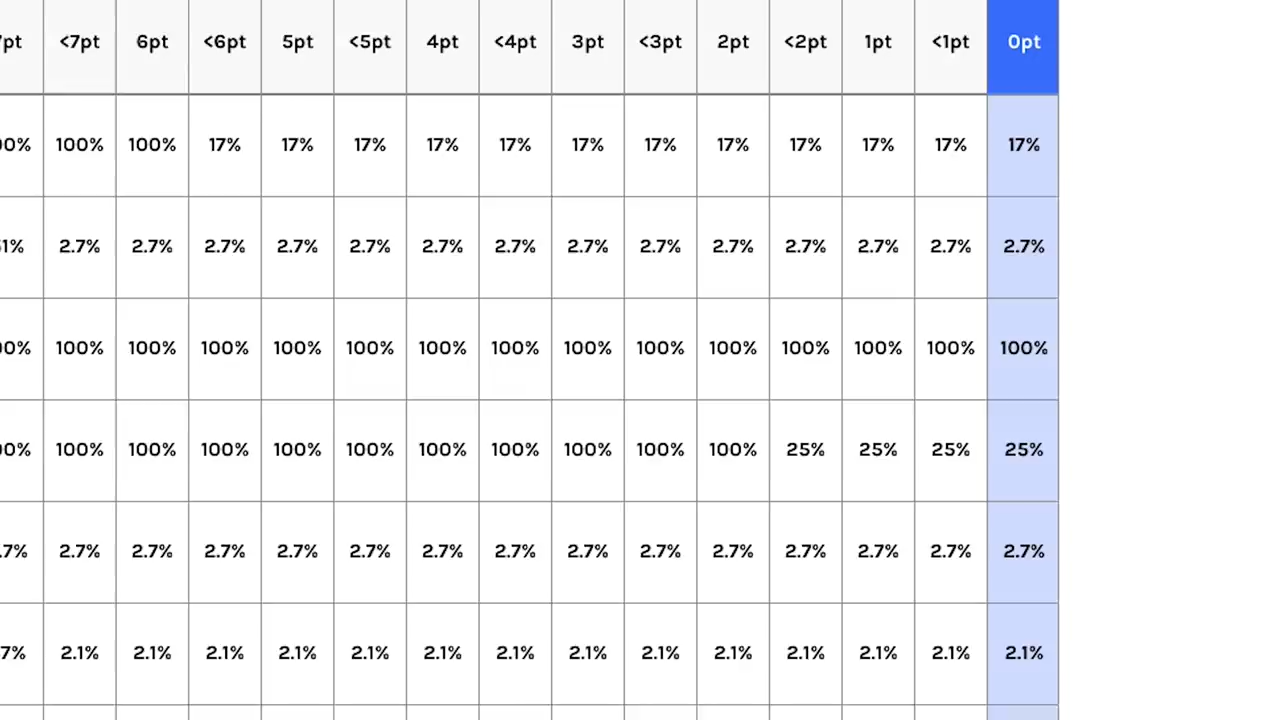 <7pt 6pt <6pt 5pt <5pt 4pt <4pt 3pt <3pt 2pt <2pt 1pt <1pt 0pt
100% 100% 17% 17% 17% 17% 17% 17% 17% 17% 17% 17% 17% 17%
2.7% 2.7% 2.7% 2.7% 2.7% 2.7% 2.7% 2.7% 2.7% 2.7% 2.7% 2.7% 2.7% 2.7%
100% 100% 100% 100% 100% 100% 100% 100% 100% 100% 100% 100% 100% 100%
100% 100% 100% 100% 100% 100% 100% 100% 100% 100% 25% 25% 25% 25%
2.7% 2.7% 2.7% 2.7% 2.7% 2.7% 2.7% 2.7% 2.7% 2.7% 2.7% 2.7% 2.7% 2.7%
2.1% 2.1% 2.1% 2.1% 2.1% 2.1% 2.1% 2.1% 2.1% 2.1% 2.1% 2.1% 2.1% 2.1%